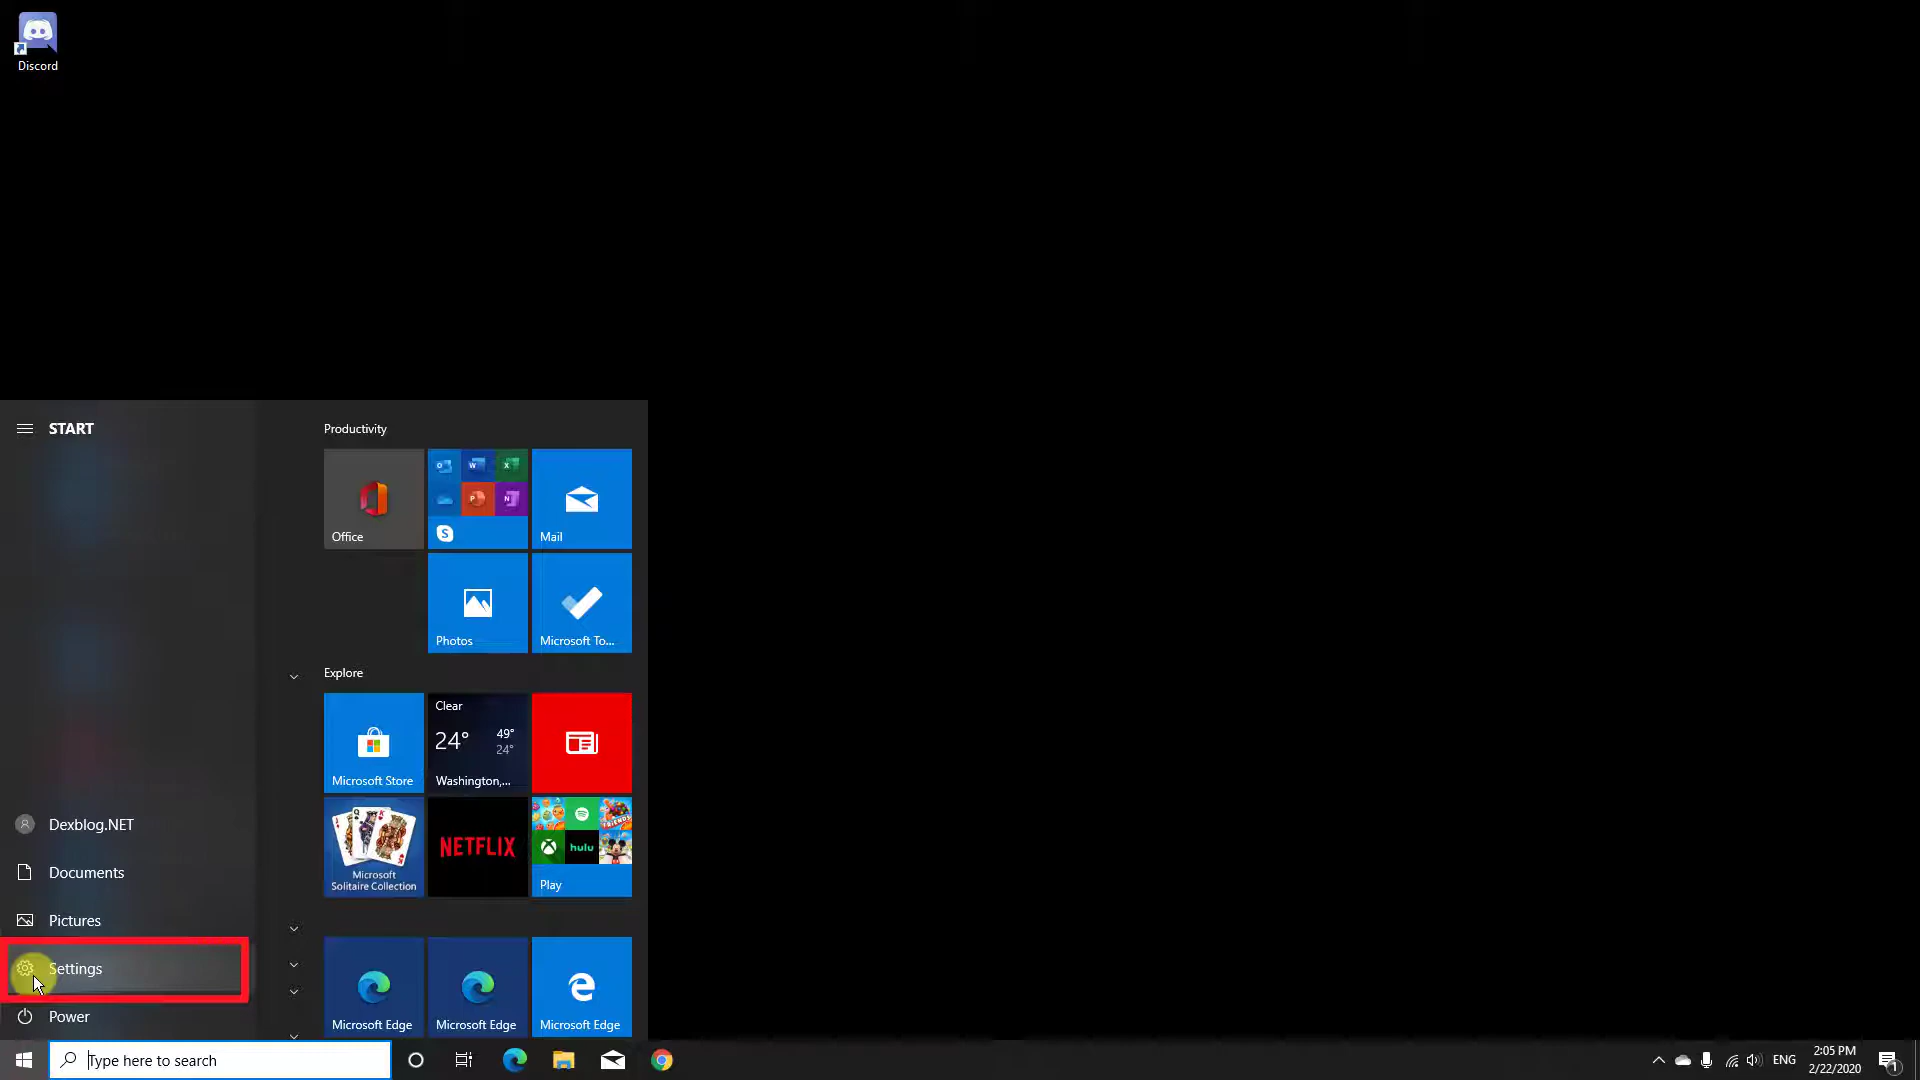 Discord
START
Productivity
Office
Mail
Photos
Microsoft To...
Explore
Microsoft Store
Clear
24°
49°
24°
Washington,...
Microsoft
Solitaire Collection
NETFLIX
hulu
Play
Dexblog.NET
Documents
Pictures
Settings
Power
Microsoft Edge
Microsoft Edge
Microsoft Edge
Type here to search
ENG
2:05 PM
2/22/2020
1